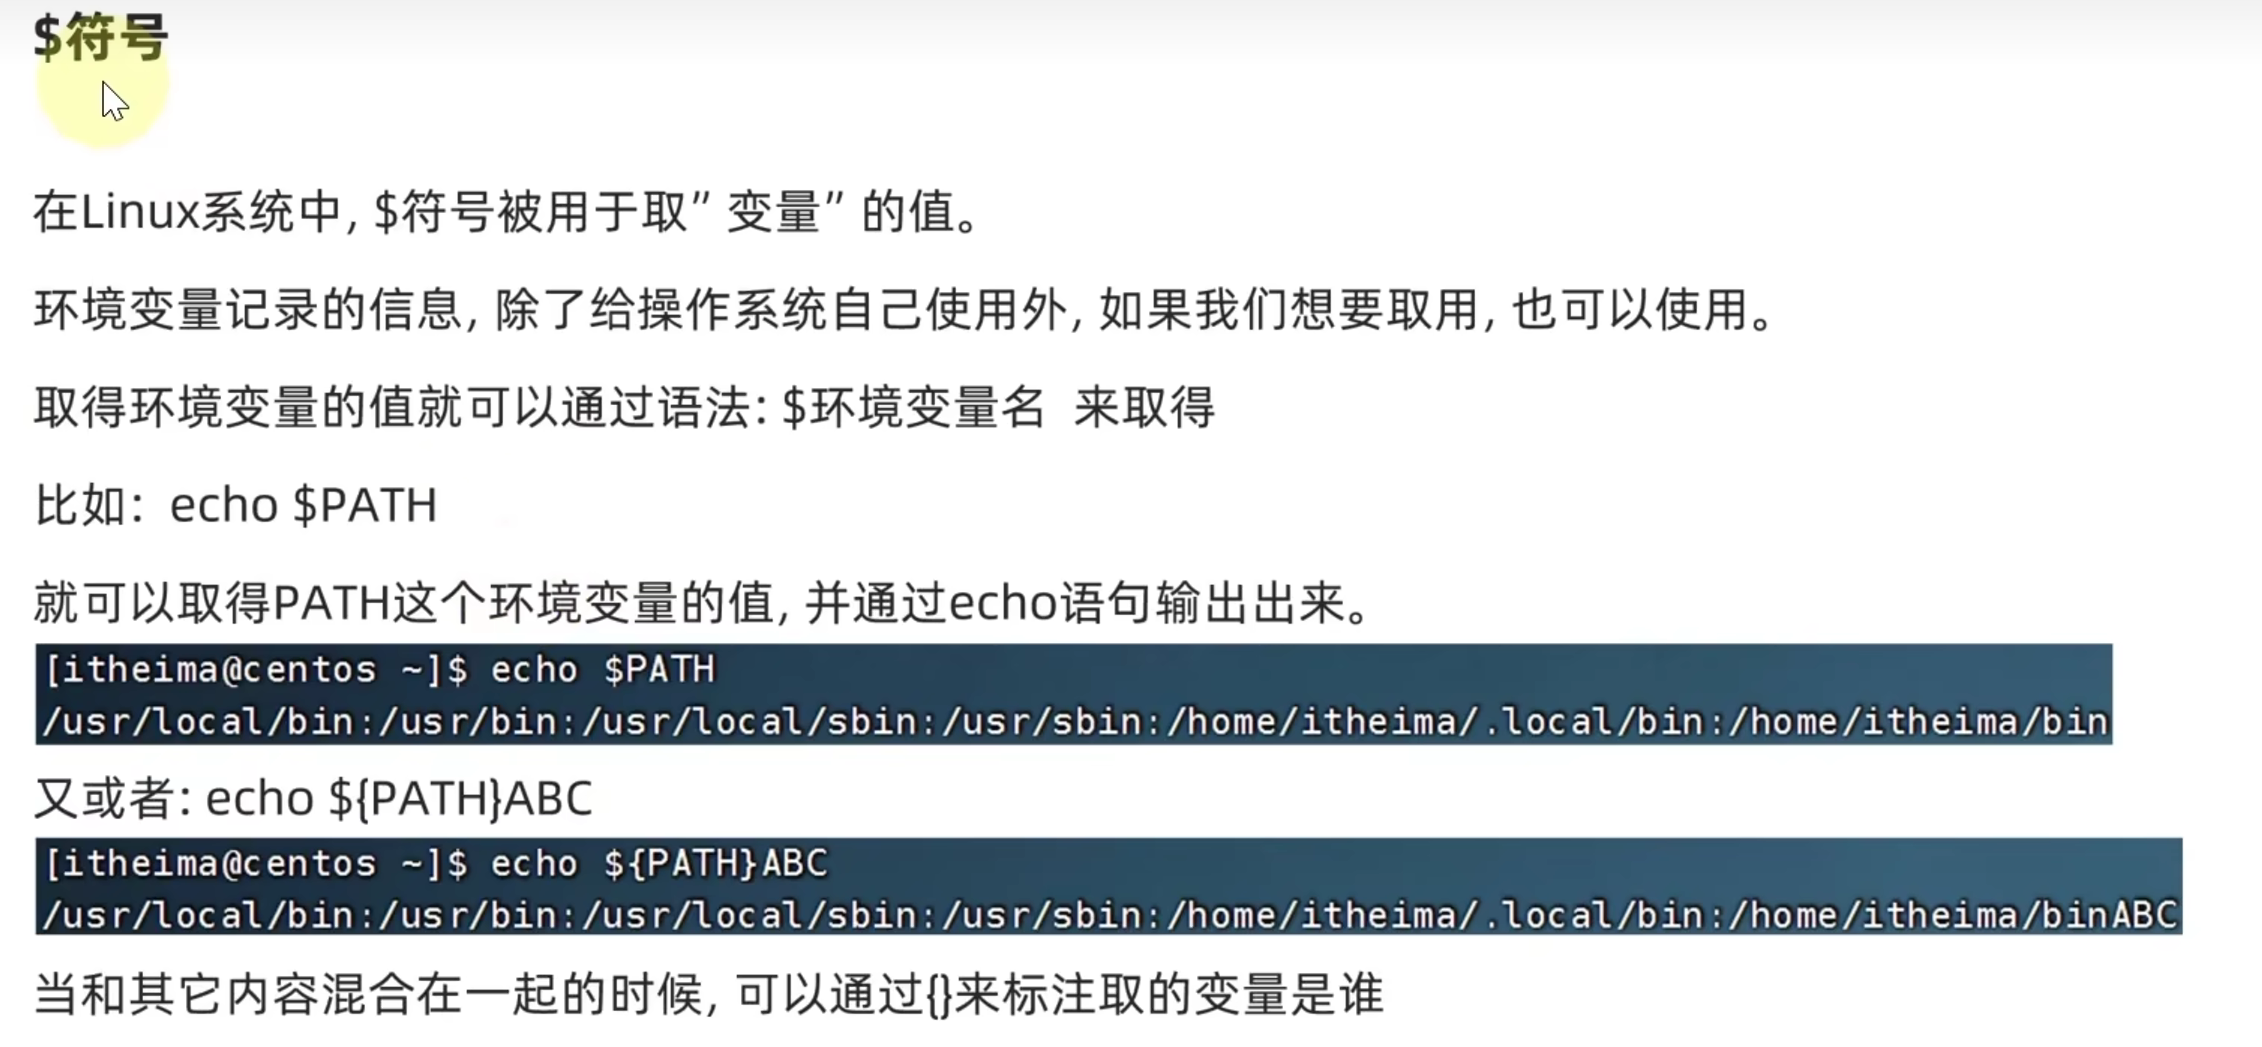 $符号
在Linux系统中, $符号被用于取”变量”的值。
环境变量记录的信息, 除了给操作系统自己使用外, 如果我们想要取用, 也可以使用。
取得环境变量的值就可以通过语法: $环境变量名 来取得
比如：echo $PATH
就可以取得PATH这个环境变量的值, 并通过echo语句输出出来。
[itheima@centos ~]$ echo $PATH
/usr/local/bin:/usr/bin:/usr/local/sbin:/usr/sbin:/home/itheima/.local/bin:/home/itheima/bin
又或者: echo ${PATH}ABC
[itheima@centos ~]$ echo ${PATH}ABC
/usr/local/bin:/usr/bin:/usr/local/sbin:/usr/sbin:/home/itheima/.local/bin:/home/itheima/binABC
当和其它内容混合在一起的时候, 可以通过{}来标注取的变量是谁